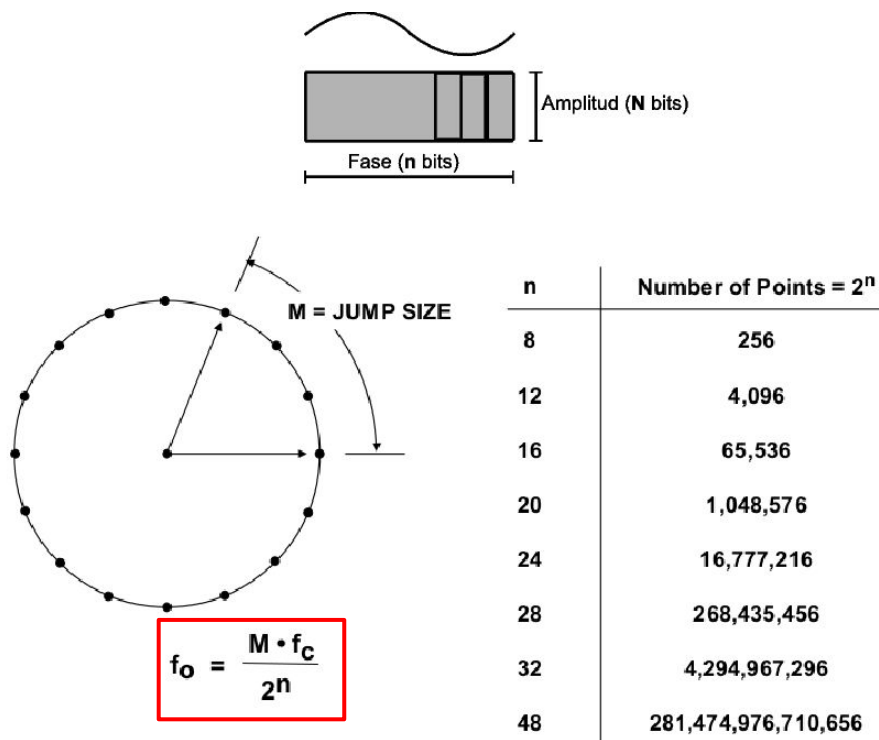 Amplitud (N bits)
Fase (n bits)
M = JUMP SIZE
fo = M • fc
2n
n Number of Points = 2n
8 256
12 4,096
16 65,536
20 1,048,576
24 16,777,216
28 268,435,456
32 4,294,967,296
48 281,474,976,710,656